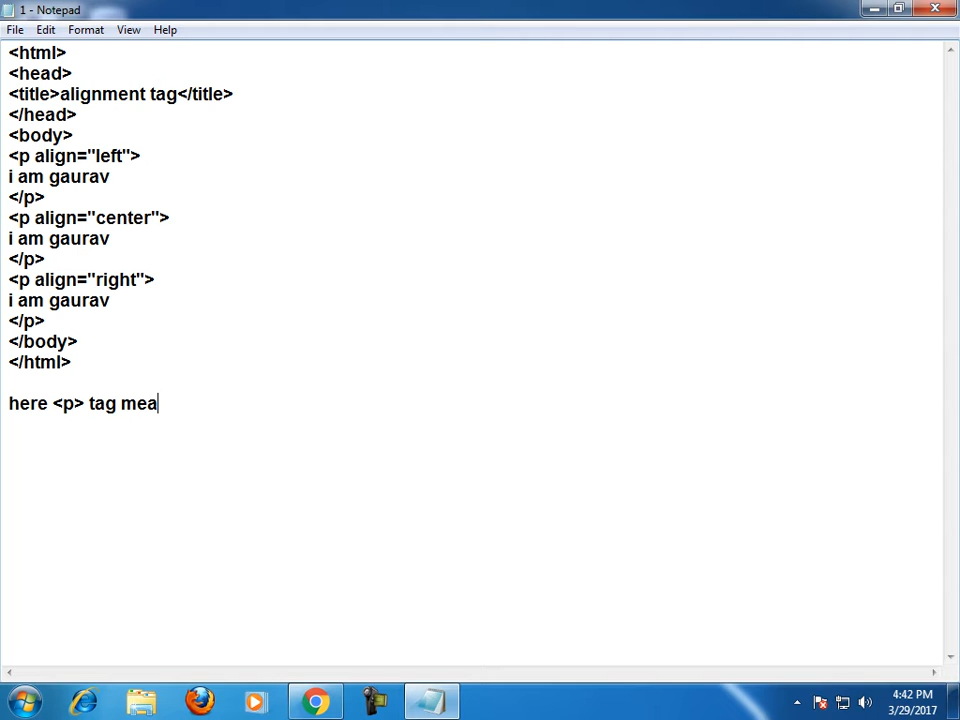 1 - Notepad
File Edit Format View Help
<html>
<head>
<title>alignment tag</title>
</head>
<body>
<p align="left">
i am gaurav
</p>
<p align="center">
i am gaurav
</p>
<p align="right">
i am gaurav
</p>
</body>
</html>
here <p> tag mea
4:42 PM
3/29/2017